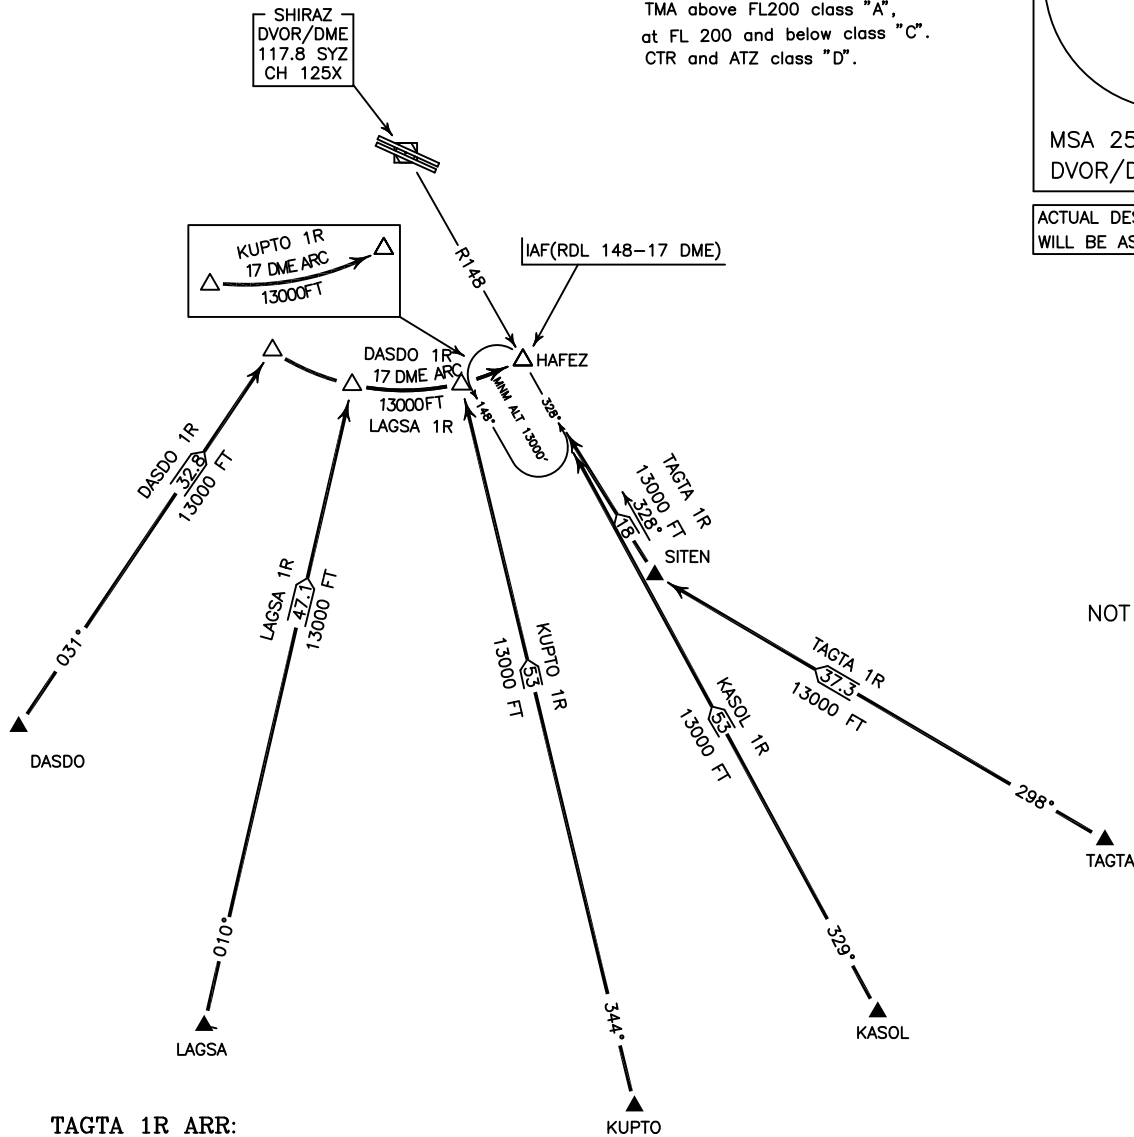 SHIRAZ
DVOR/DME
117.8 SYZ
CH 125X
TMA above FL200 class "A",
at FL 200 and below class "C".
CTR and ATZ class "D".
MSA 25
DVOR/D
ACTUAL DES
WILL BE AS
KUPTO 1R
17 DME ARC
13000FT
R148
IAF(RDL 148-17 DME)
HAFEZ
DASDO 1R
17 DME ARC
13000FT
LAGSA 1R
MNM ALT 13000'
148°
328°
DASDO 1R
32.8
13000 FT
031°
DASDO
LAGSA 1R
47.1
13000 FT
010°
LAGSA
KUPTO 1R
53
13000 FT
344°
KUPTO
KASOL 1R
53
13000 FT
329°
KASOL
TAGTA 1R
13000 FT
328°
18
SITEN
TAGTA 1R
37.3
13000 FT
298°
TAGTA
NOT
TAGTA 1R ARR: